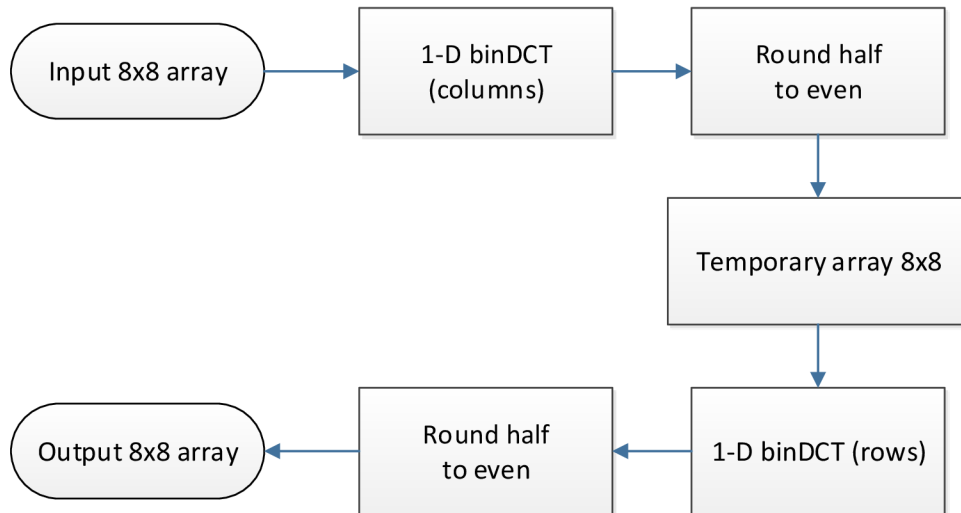 Input 8x8 array
1-D binDCT
(columns)
Round half
to even
Temporary array 8x8
1-D binDCT (rows)
Round half
to even
Output 8x8 array